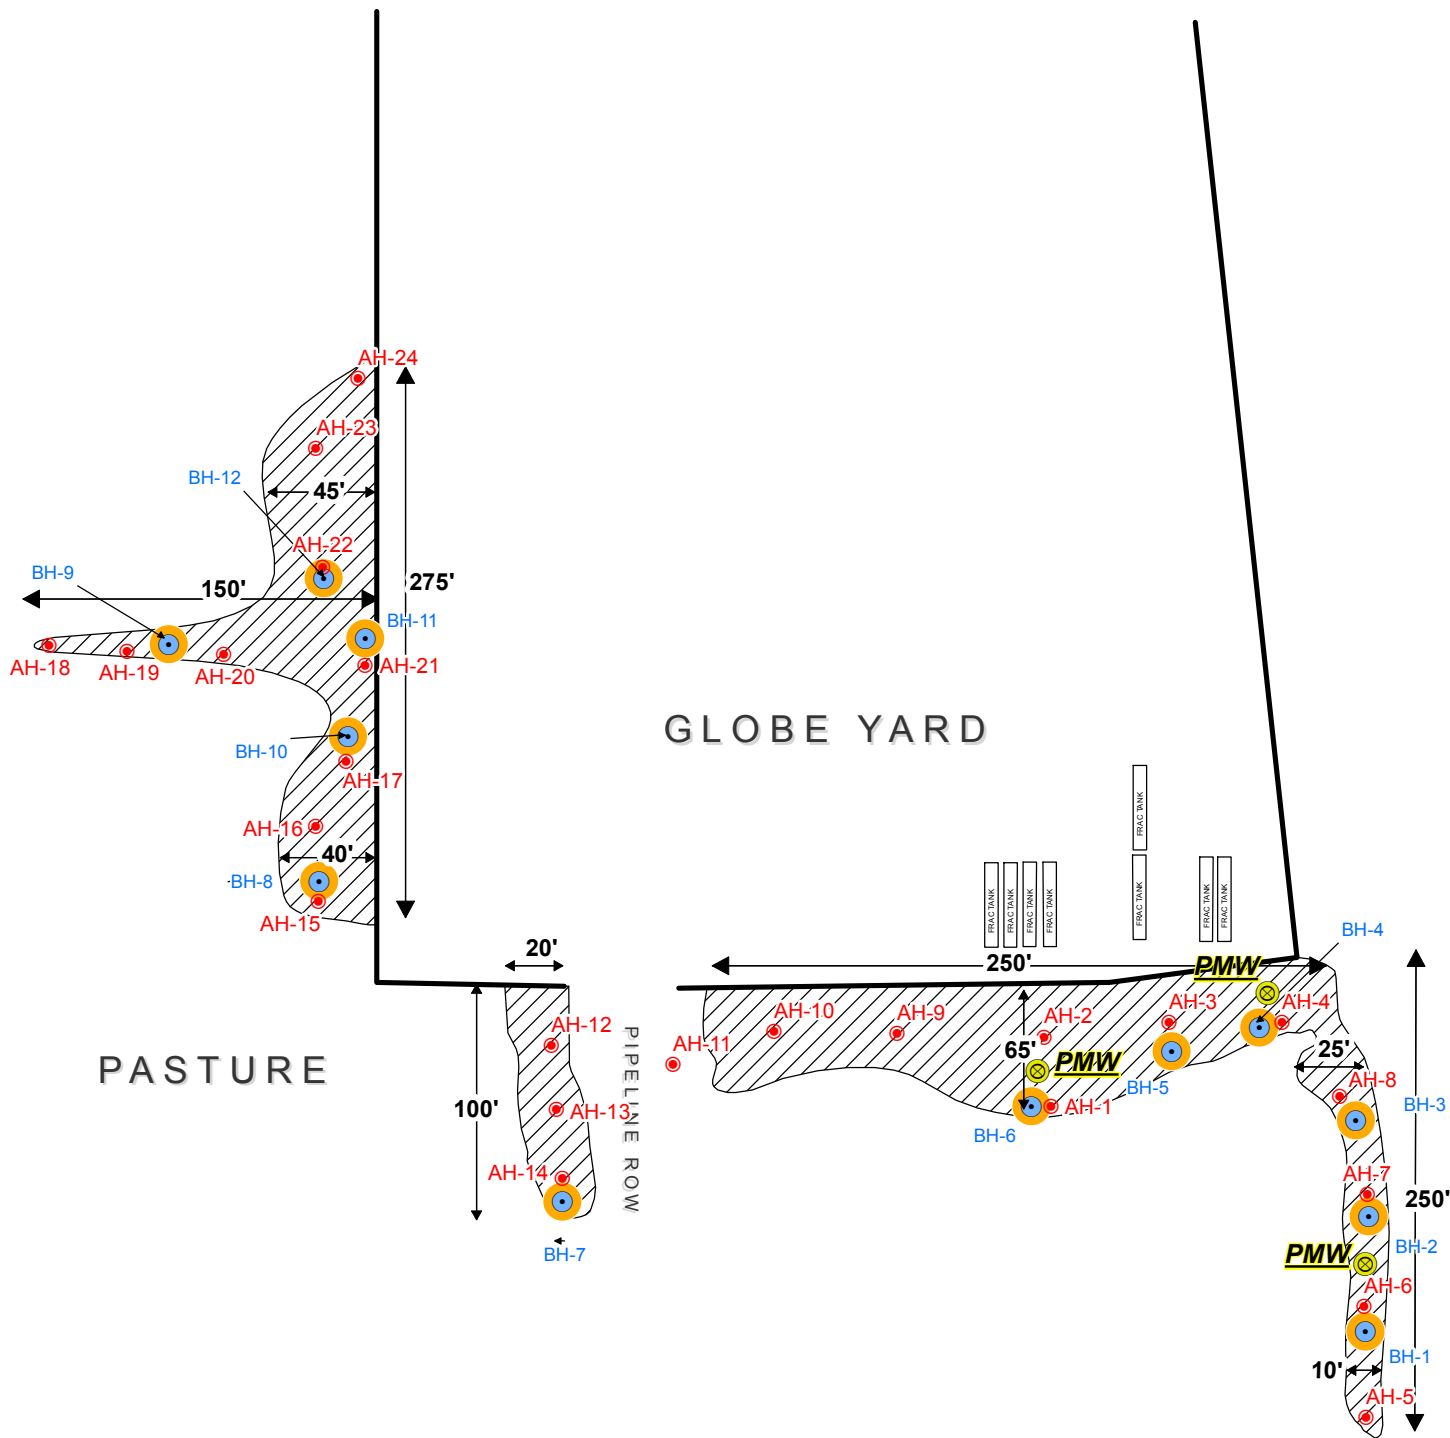 AH-24
AH-23
BH-12
45'
AH-22
BH-9
150'
275'
BH-11
AH-18
AH-19
AH-20
AH-21
GLOBE YARD
BH-10
AH-17
FRAC TANK
AH-16
40'
BH-8
FRAC TANK
FRAC TANK
FRAC TANK
FRAC TANK
FRAC TANK
FRAC TANK
FRAC TANK
AH-15
BH-4
20'
250'
PMW
AH-12
AH-10
AH-9
AH-2
AH-3
AH-4
AH-11
65'
25'
PASTURE
PIPELINE ROW
PMW
BH-5
AH-8
BH-3
100'
AH-13
AH-1
BH-6
AH-14
AH-7
250'
BH-7
PMW
BH-2
AH-6
BH-1
10'
AH-5